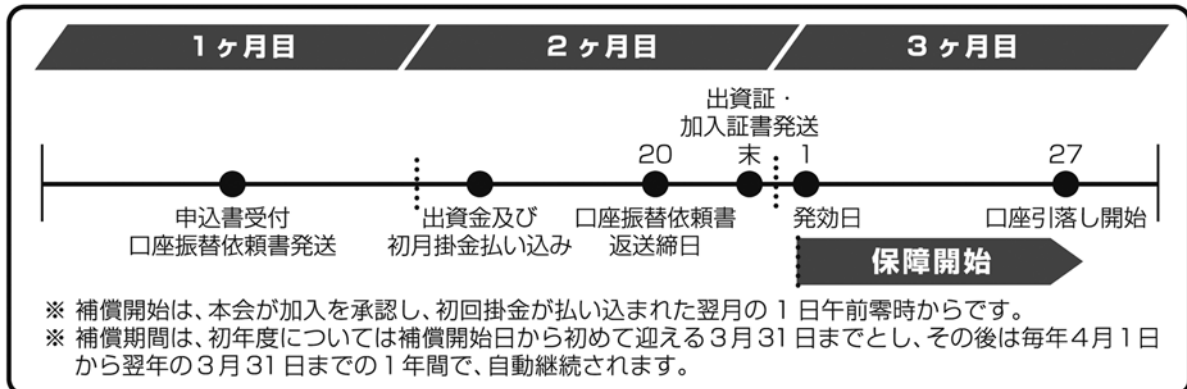 1ヶ月目
2ヶ月目
3ヶ月目
出資証・
加入証書発送
20
末
1
27
申込書受付
口座振替依頼書発送
出資金及び
初月掛金払い込み
口座振替依頼書
返送締日
発効日
口座引落し開始
保障開始
※ 補償開始は、本会が加入を承認し、初回掛金が払い込まれた翌月の1日午前零時からです。
※ 補償期間は、初年度については補償開始日から初めて迎える3月31日までとし、その後は毎年4月1日
から翌年の3月31日までの1年間で、自動継続されます。